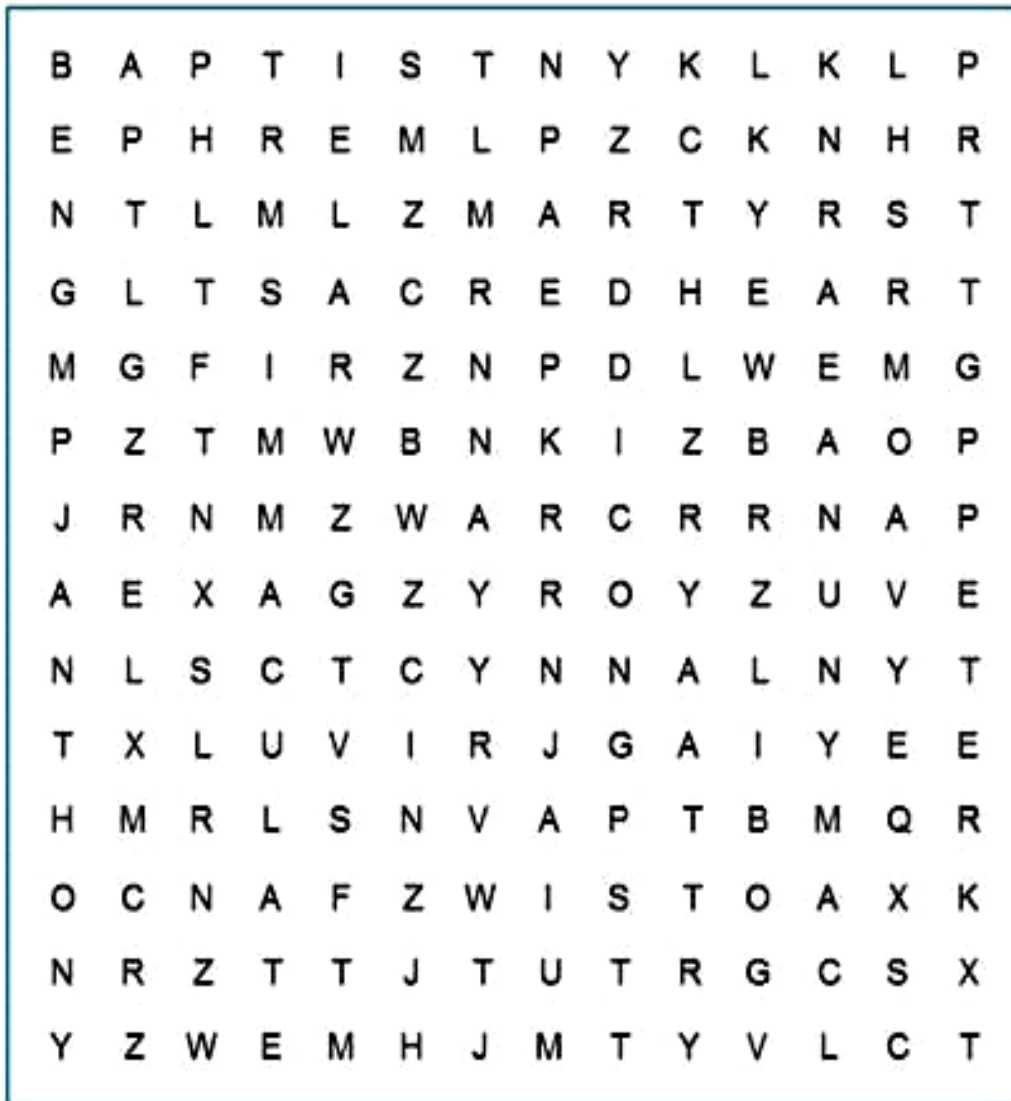 B A P T I S T N Y K L K L P
E P H R E M L P Z C K N H R
N T L M L Z M A R T Y R S T
G L T S A C R E D H E A R T
M G F I R Z N P D L W E M G
P Z T M W B N K I Z B A O P
J R N M Z W A R C R R N A P
A E X A G Z Y R O Y Z U V E
N L S C T C Y N N A L N Y T
T X L U V I R J G A I Y E E
H M R L S N V A P T B M Q R
O C N A F Z W I S T O A X K
N R Z T T J T U T R G C S X
Y Z W E M H J M T Y V L C T